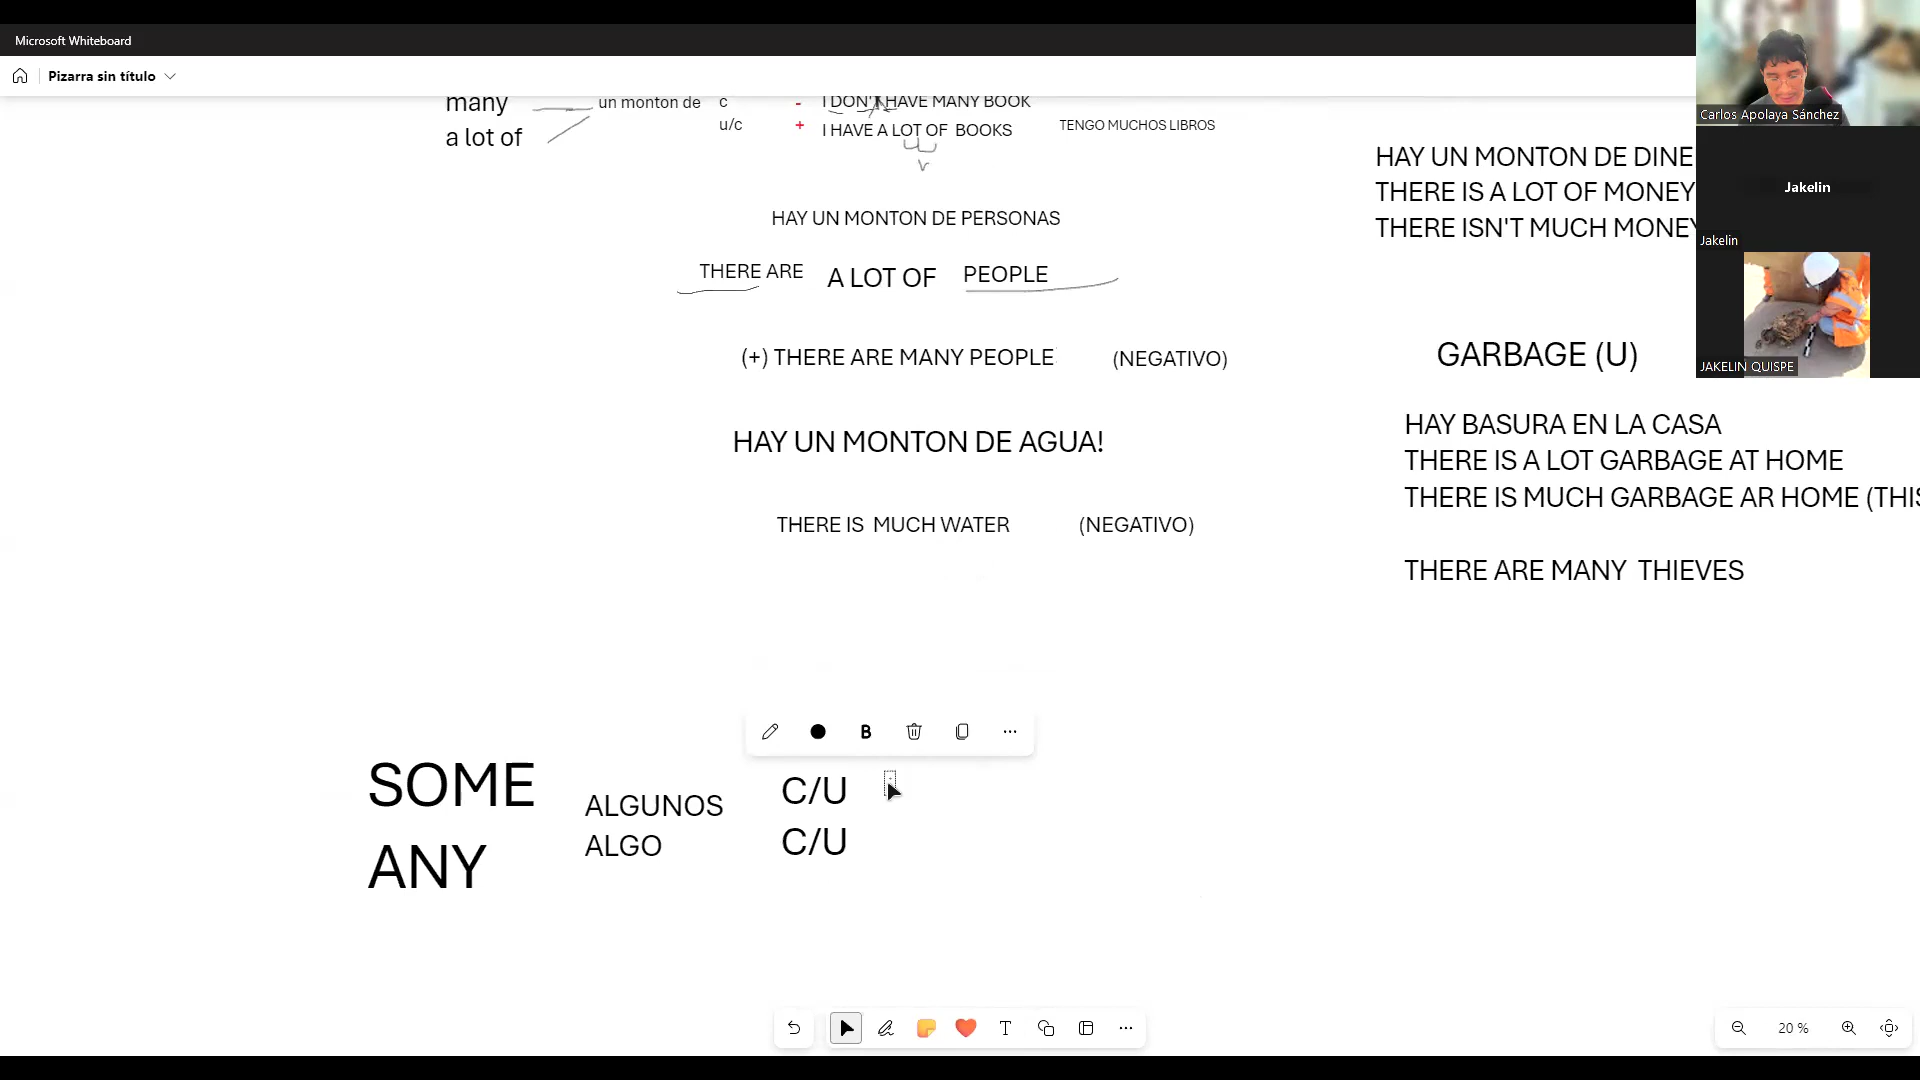 Microsoft Whiteboard
Pizarra sin título
many
un monton de
c
-
I DON'T HAVE MANY BOOK
a lot of
u/c
+
I HAVE A LOT OF BOOKS
TENGO MUCHOS LIBROS
HAY UN MONTON DE PERSONAS
THERE ARE A LOT OF PEOPLE
(+) THERE ARE MANY PEOPLE (NEGATIVO)
HAY UN MONTON DE AGUA!
THERE IS MUCH WATER (NEGATIVO)
HAY UN MONTON DE DINE
THERE IS A LOT OF MONEY
THERE ISN'T MUCH MONEY
GARBAGE (U)
HAY BASURA EN LA CASA
THERE IS A LOT GARBAGE AT HOME
THERE IS MUCH GARBAGE AR HOME (THIS
THERE ARE MANY THIEVES
SOME
ANY
ALGUNOS
ALGO
C/U
C/U
B
20 %
Carlos Apolaya Sánchez
Jakelin
Jakelin
JAKELIN QUISPE